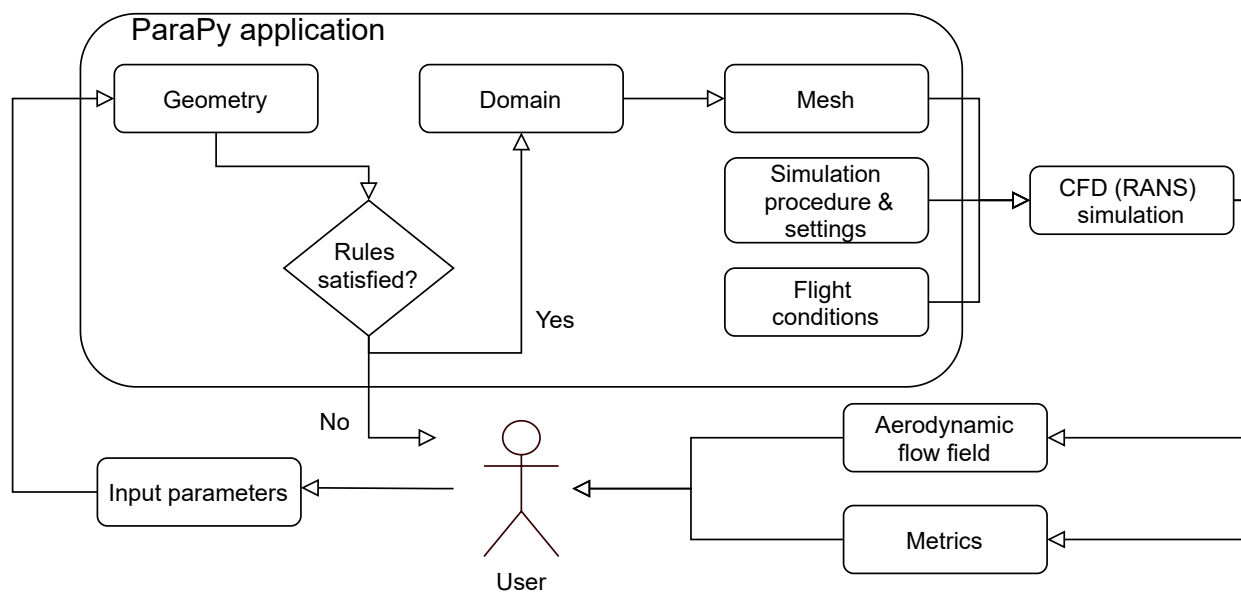 ParaPy application
Geometry
Domain
Mesh
Simulation
procedure &
settings
CFD (RANS)
simulation
Rules
satisfied?
Flight
conditions
Yes
No
Aerodynamic
flow field
Input parameters
Metrics
User